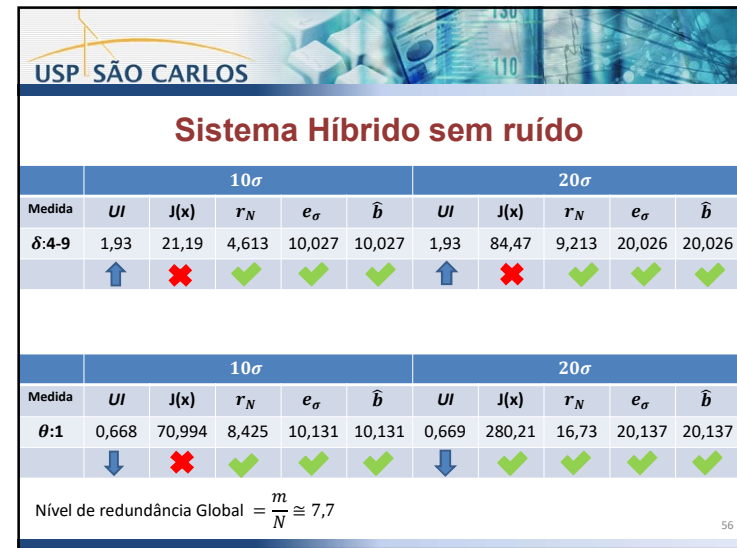 130
110
USP SÃO CARLOS
Sistema Híbrido sem ruído
10σ 20σ
Medida UI J(x) r_N e_σ b̂ UI J(x) r_N e_σ b̂
δ:4-9 1,93 21,19 4,613 10,027 10,027 1,93 84,47 9,213 20,026 20,026
10σ 20σ
Medida UI J(x) r_N e_σ b̂ UI J(x) r_N e_σ b̂
θ:1 0,668 70,994 8,425 10,131 10,131 0,669 280,21 16,73 20,137 20,137
Nível de redundância Global = m/N ≅ 7,7
56